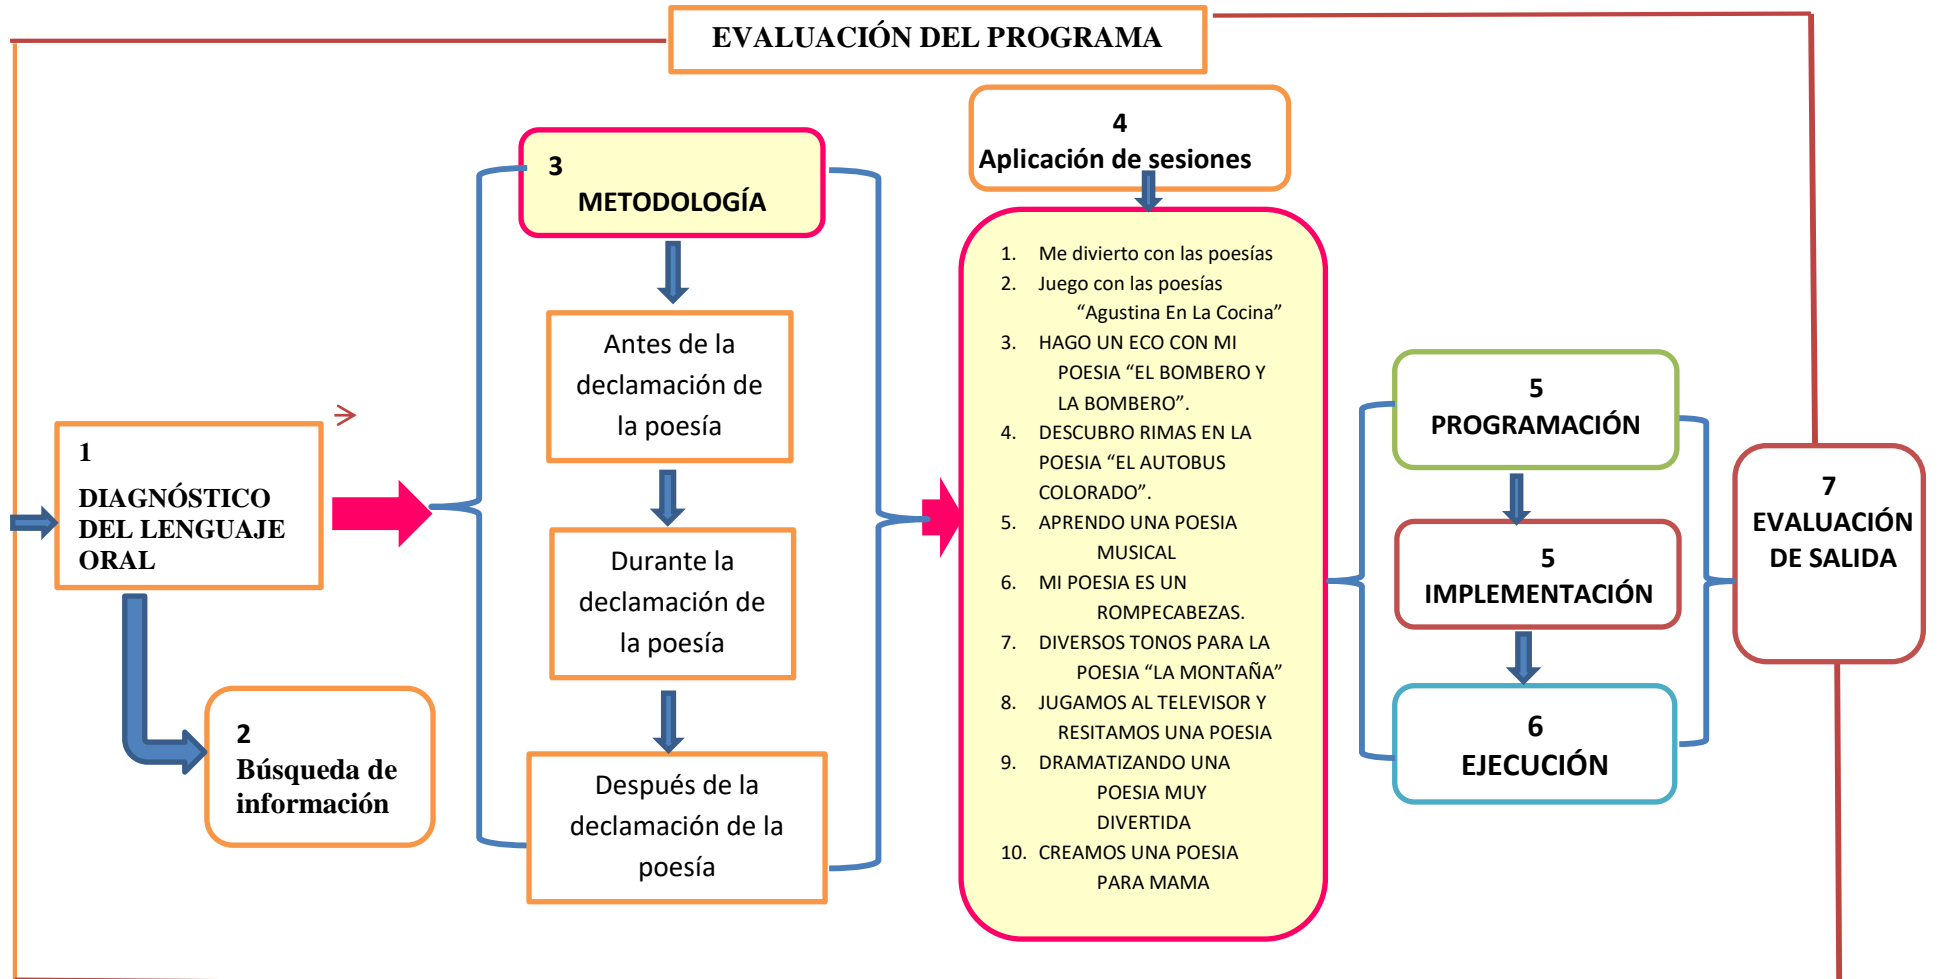 EVALUACIÓN DEL PROGRAMA
1
DIAGNÓSTICO
DEL LENGUAJE
ORAL
2
Búsqueda de
información
3
METODOLOGÍA
Antes de la
declamación de
la poesía
Durante la
declamación de
la poesía
Después de la
declamación de la
poesía
4
Aplicación de sesiones
1. Me divierto con las poesías
2. Juego con las poesías
“Agustina En La Cocina”
3. HAGO UN ECO CON MI
POESIA “EL BOMBERO Y
LA BOMBERO”.
4. DESCUBRO RIMAS EN LA
POESIA “EL AUTOBUS
COLORADO”.
5. APRENDO UNA POESIA
MUSICAL
6. MI POESIA ES UN
ROMPECABEZAS.
7. DIVERSOS TONOS PARA LA
POESIA “LA MONTAÑA”
8. JUGAMOS AL TELEVISOR Y
RESITAMOS UNA POESIA
9. DRAMATIZANDO UNA
POESIA MUY
DIVERTIDA
10. CREAMOS UNA POESIA
PARA MAMA
5
PROGRAMACIÓN
5
IMPLEMENTACIÓN
6
EJECUCIÓN
7
EVALUACIÓN
DE SALIDA